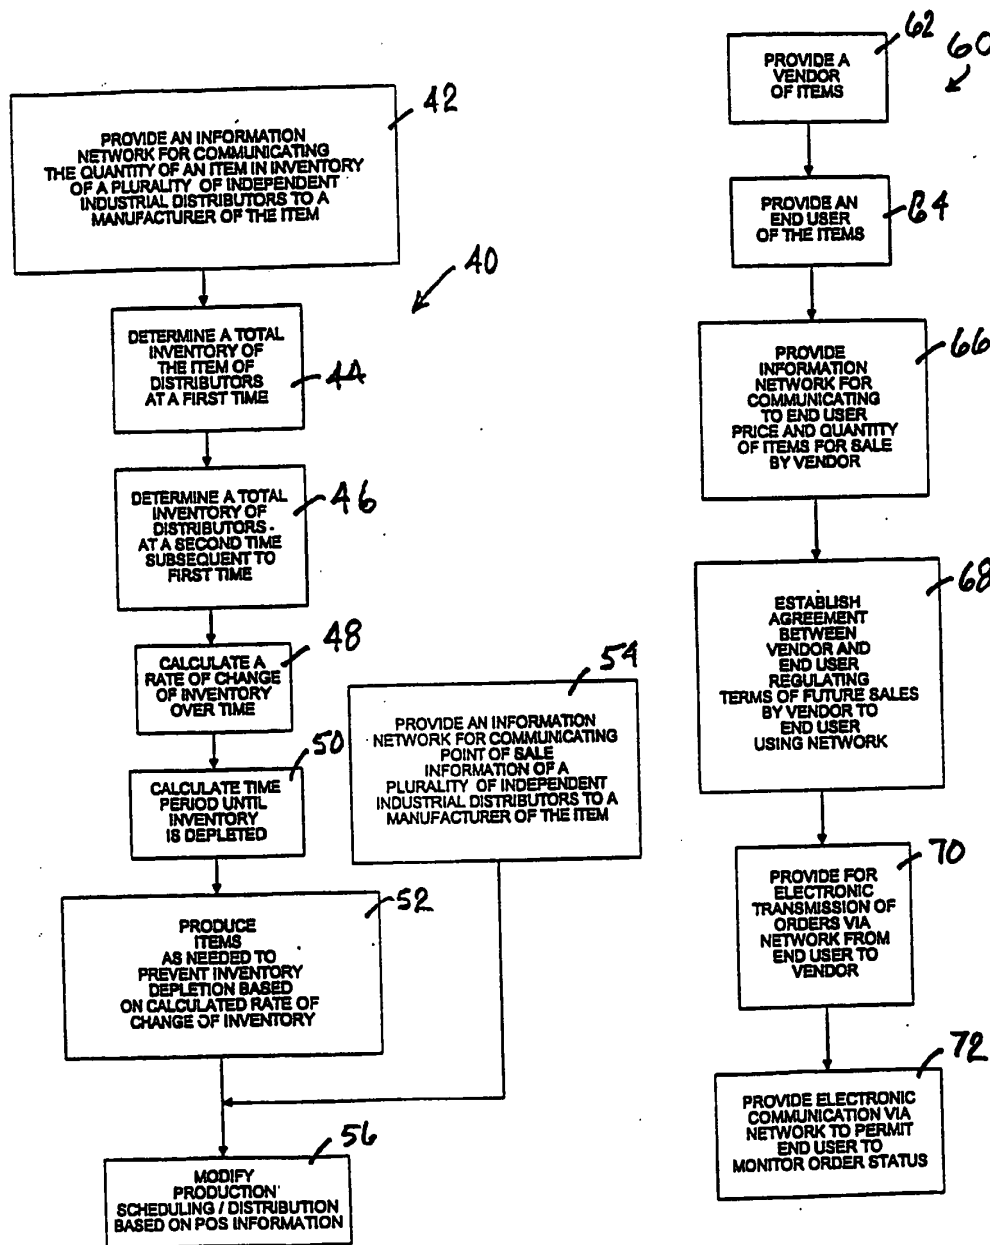 42
PROVIDE AN INFORMATION
NETWORK FOR COMMUNICATING
THE QUANTITY OF AN ITEM IN INVENTORY
OF A PLURALITY OF INDEPENDENT
INDUSTRIAL DISTRIBUTORS TO A
MANUFACTURER OF THE ITEM
40
DETERMINE A TOTAL
INVENTORY OF
THE ITEM OF
DISTRIBUTORS
AT A FIRST TIME
44
DETERMINE A TOTAL
INVENTORY OF
DISTRIBUTORS
AT A SECOND TIME
SUBSEQUENT TO
FIRST TIME
46
48
CALCULATE A
RATE OF CHANGE
OF INVENTORY
OVER TIME
50
CALCULATE TIME
PERIOD UNTIL
INVENTORY
IS DEPLETED
52
PRODUCE
ITEMS
AS NEEDED TO
PREVENT INVENTORY
DEPLETION BASED
ON CALCULATED RATE OF
CHANGE OF INVENTORY
54
PROVIDE AN INFORMATION
NETWORK FOR COMMUNICATING
POINT OF SALE
INFORMATION OF A
PLURALITY OF INDEPENDENT
INDUSTRIAL DISTRIBUTORS TO A
MANUFACTURER OF THE ITEM
56
MODIFY
PRODUCTION
SCHEDULING / DISTRIBUTION
BASED ON POS INFORMATION
60
62
PROVIDE A
VENDOR
OF ITEMS
64
PROVIDE AN
END USER
OF THE ITEMS
66
PROVIDE
INFORMATION
NETWORK FOR
COMMUNICATING
TO END USER
PRICE AND QUANTITY
OF ITEMS FOR SALE
BY VENDOR
68
ESTABLISH
AGREEMENT
BETWEEN
VENDOR AND
END USER
REGULATING
TERMS OF FUTURE SALES
BY VENDOR TO
END USER
USING NETWORK
70
PROVIDE FOR
ELECTRONIC
TRANSMISSION OF
ORDERS VIA
NETWORK FROM
END USER TO
VENDOR
72
PROVIDE ELECTRONIC
COMMUNICATION VIA
NETWORK TO PERMIT
END USER TO
MONITOR ORDER STATUS